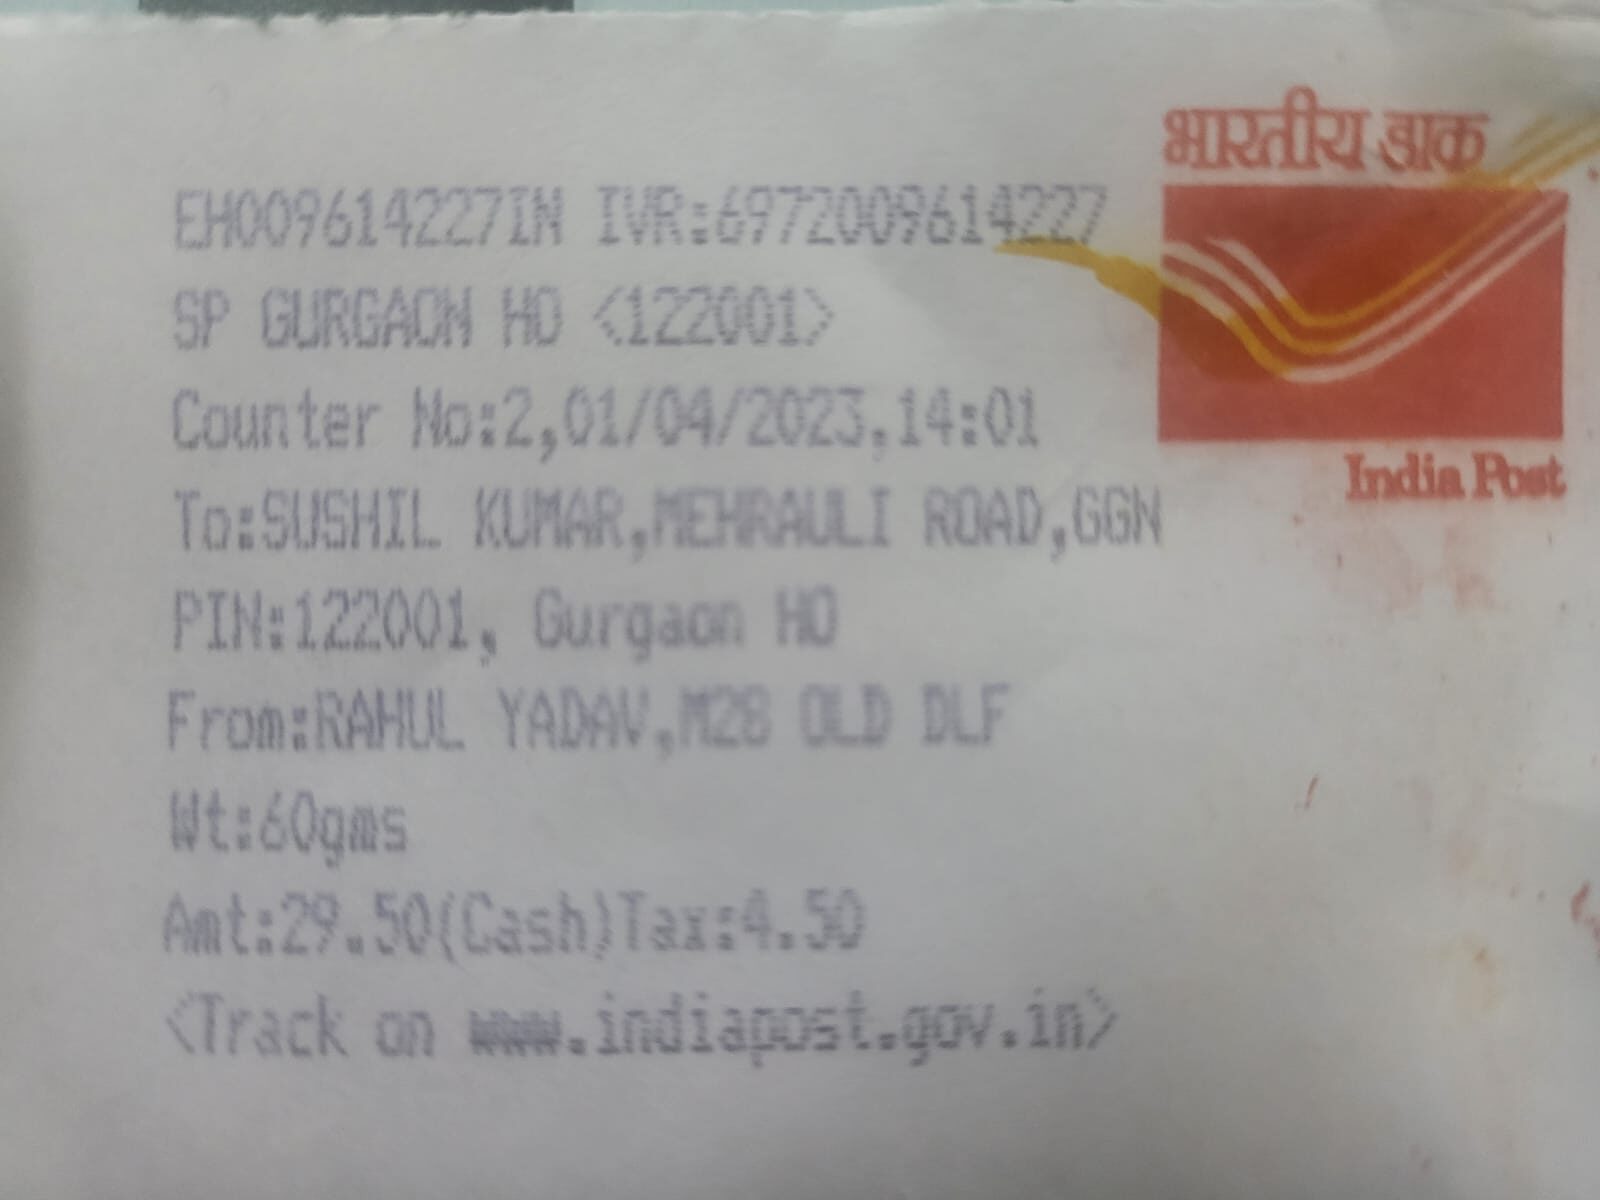 भारतीय डाक
EH009614227IN IVR:6972009614227
SP GURGAON HO <122001>
Counter No:2,01/04/2023,14:01
India Post
To:SUSHIL KUMAR,MEHRAULI ROAD,GGN
PIN:122001, Gurgaon HO
From:RAHUL YADAV,M28 OLD DLF
Wt:60gms
Amt:29.50(Cash)Tax:4.50
<Track on www.indiapost.gov.in>